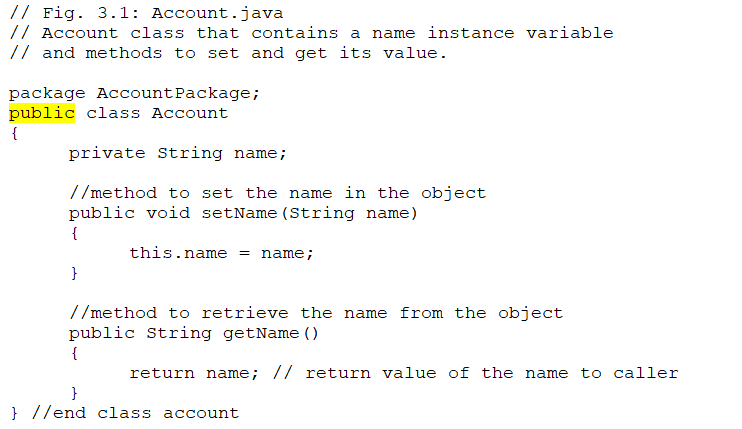 // Fig. 3.1: Account.java
// Account class that contains a name instance variable
// and methods to set and get its value.
package AccountPackage;
public class Account
{
private String name;
//method to set the name in the object
public void setName(String name)
{
this.name = name;
}
//method to retrieve the name from the object
public String getName()
{
return name; // return value of the name to caller
}
} //end class account